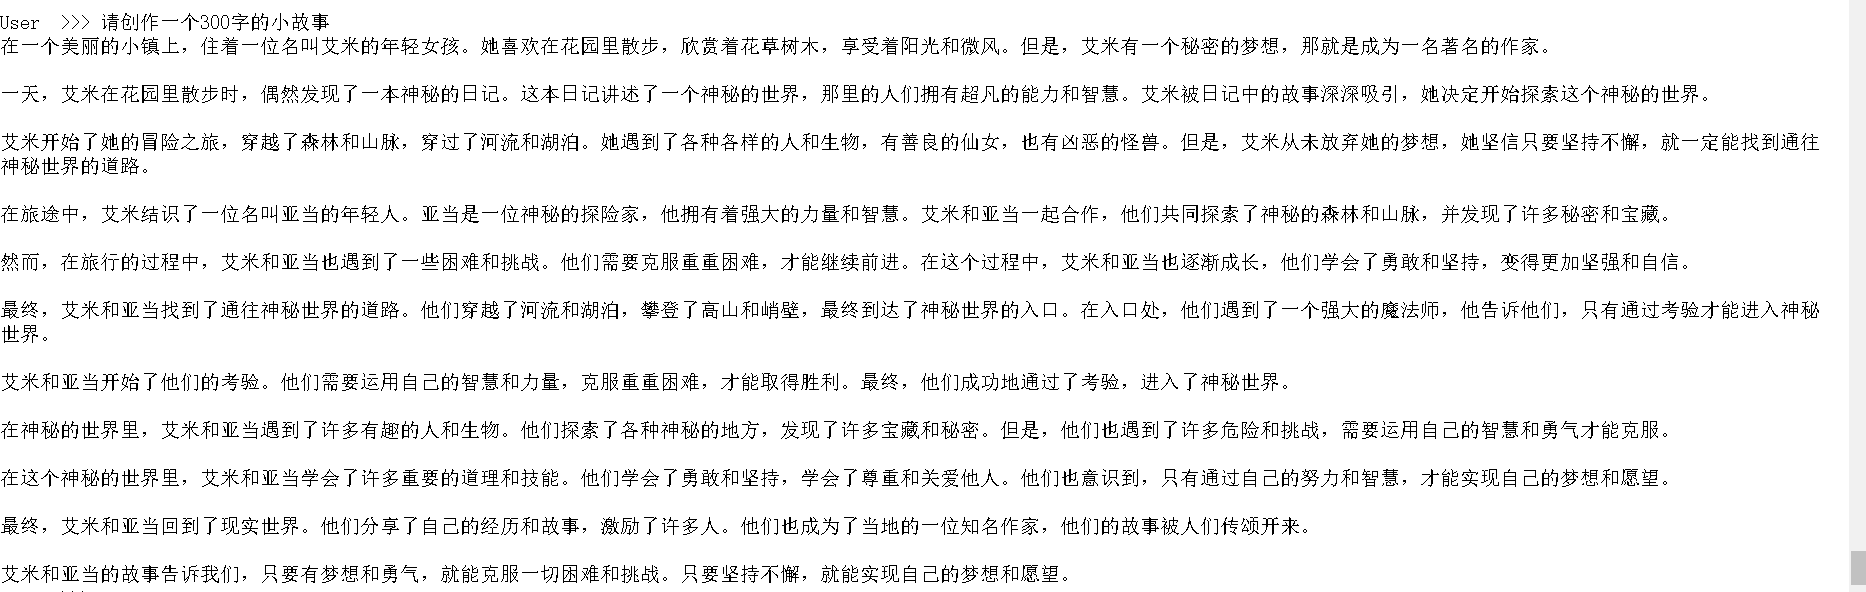 User  >>> 请创作一个300字的小故事
在一个美丽的小镇上，住着一位名叫艾米的年轻女孩。她喜欢在花园里散步，欣赏着花草树木，享受着阳光和微风。但是，艾米有一个秘密的梦想，那就是成为一名著名的作家。
一天，艾米在花园里散步时，偶然发现了一本神秘的日记。这本日记讲述了一个神秘的世界，那里的人们拥有超凡的能力和智慧。艾米被日记中的故事深深吸引，她决定开始探索这个神秘的世界。
艾米开始了她的冒险之旅，穿越了森林和山脉，穿过了河流和湖泊。她遇到了各种各样的人和生物，有善良的仙女，也有凶恶的怪兽。但是，艾米从未放弃她的梦想，她坚信只要坚持不懈，就一定能找到通往
神秘世界的道路。
在旅途中，艾米结识了一位名叫亚当的年轻人。亚当是一位神秘的探险家，他拥有着强大的力量和智慧。艾米和亚当一起合作，他们共同探索了神秘的森林和山脉，并发现了许多秘密和宝藏。
然而，在旅行的过程中，艾米和亚当也遇到了一些困难和挑战。他们需要克服重重困难，才能继续前进。在这个过程中，艾米和亚当也逐渐成长，他们学会了勇敢和坚持，变得更加坚强和自信。
最终，艾米和亚当找到了通往神秘世界的道路。他们穿越了河流和湖泊，攀登了高山和峭壁，最终到达了神秘世界的入口。在入口处，他们遇到了一个强大的魔法师，他告诉他们，只有通过考验才能进入神秘
世界。
艾米和亚当开始了他们的考验。他们需要运用自己的智慧和力量，克服重重困难，才能取得胜利。最终，他们成功地通过了考验，进入了神秘世界。
在神秘的世界里，艾米和亚当遇到了许多有趣的人和生物。他们探索了各种神秘的地方，发现了许多宝藏和秘密。但是，他们也遇到了许多危险和挑战，需要运用自己的智慧和勇气才能克服。
在这个神秘的世界里，艾米和亚当学会了许多重要的道理和技能。他们学会了勇敢和坚持，学会了尊重和关爱他人。他们也意识到，只有通过自己的努力和智慧，才能实现自己的梦想和愿望。
最终，艾米和亚当回到了现实世界。他们分享了自己的经历和故事，激励了许多人。他们也成为了当地的一位知名作家，他们的故事被人们传颂开来。
艾米和亚当的故事告诉我们，只要有梦想和勇气，就能克服一切困难和挑战。只要坚持不懈，就能实现自己的梦想和愿望。